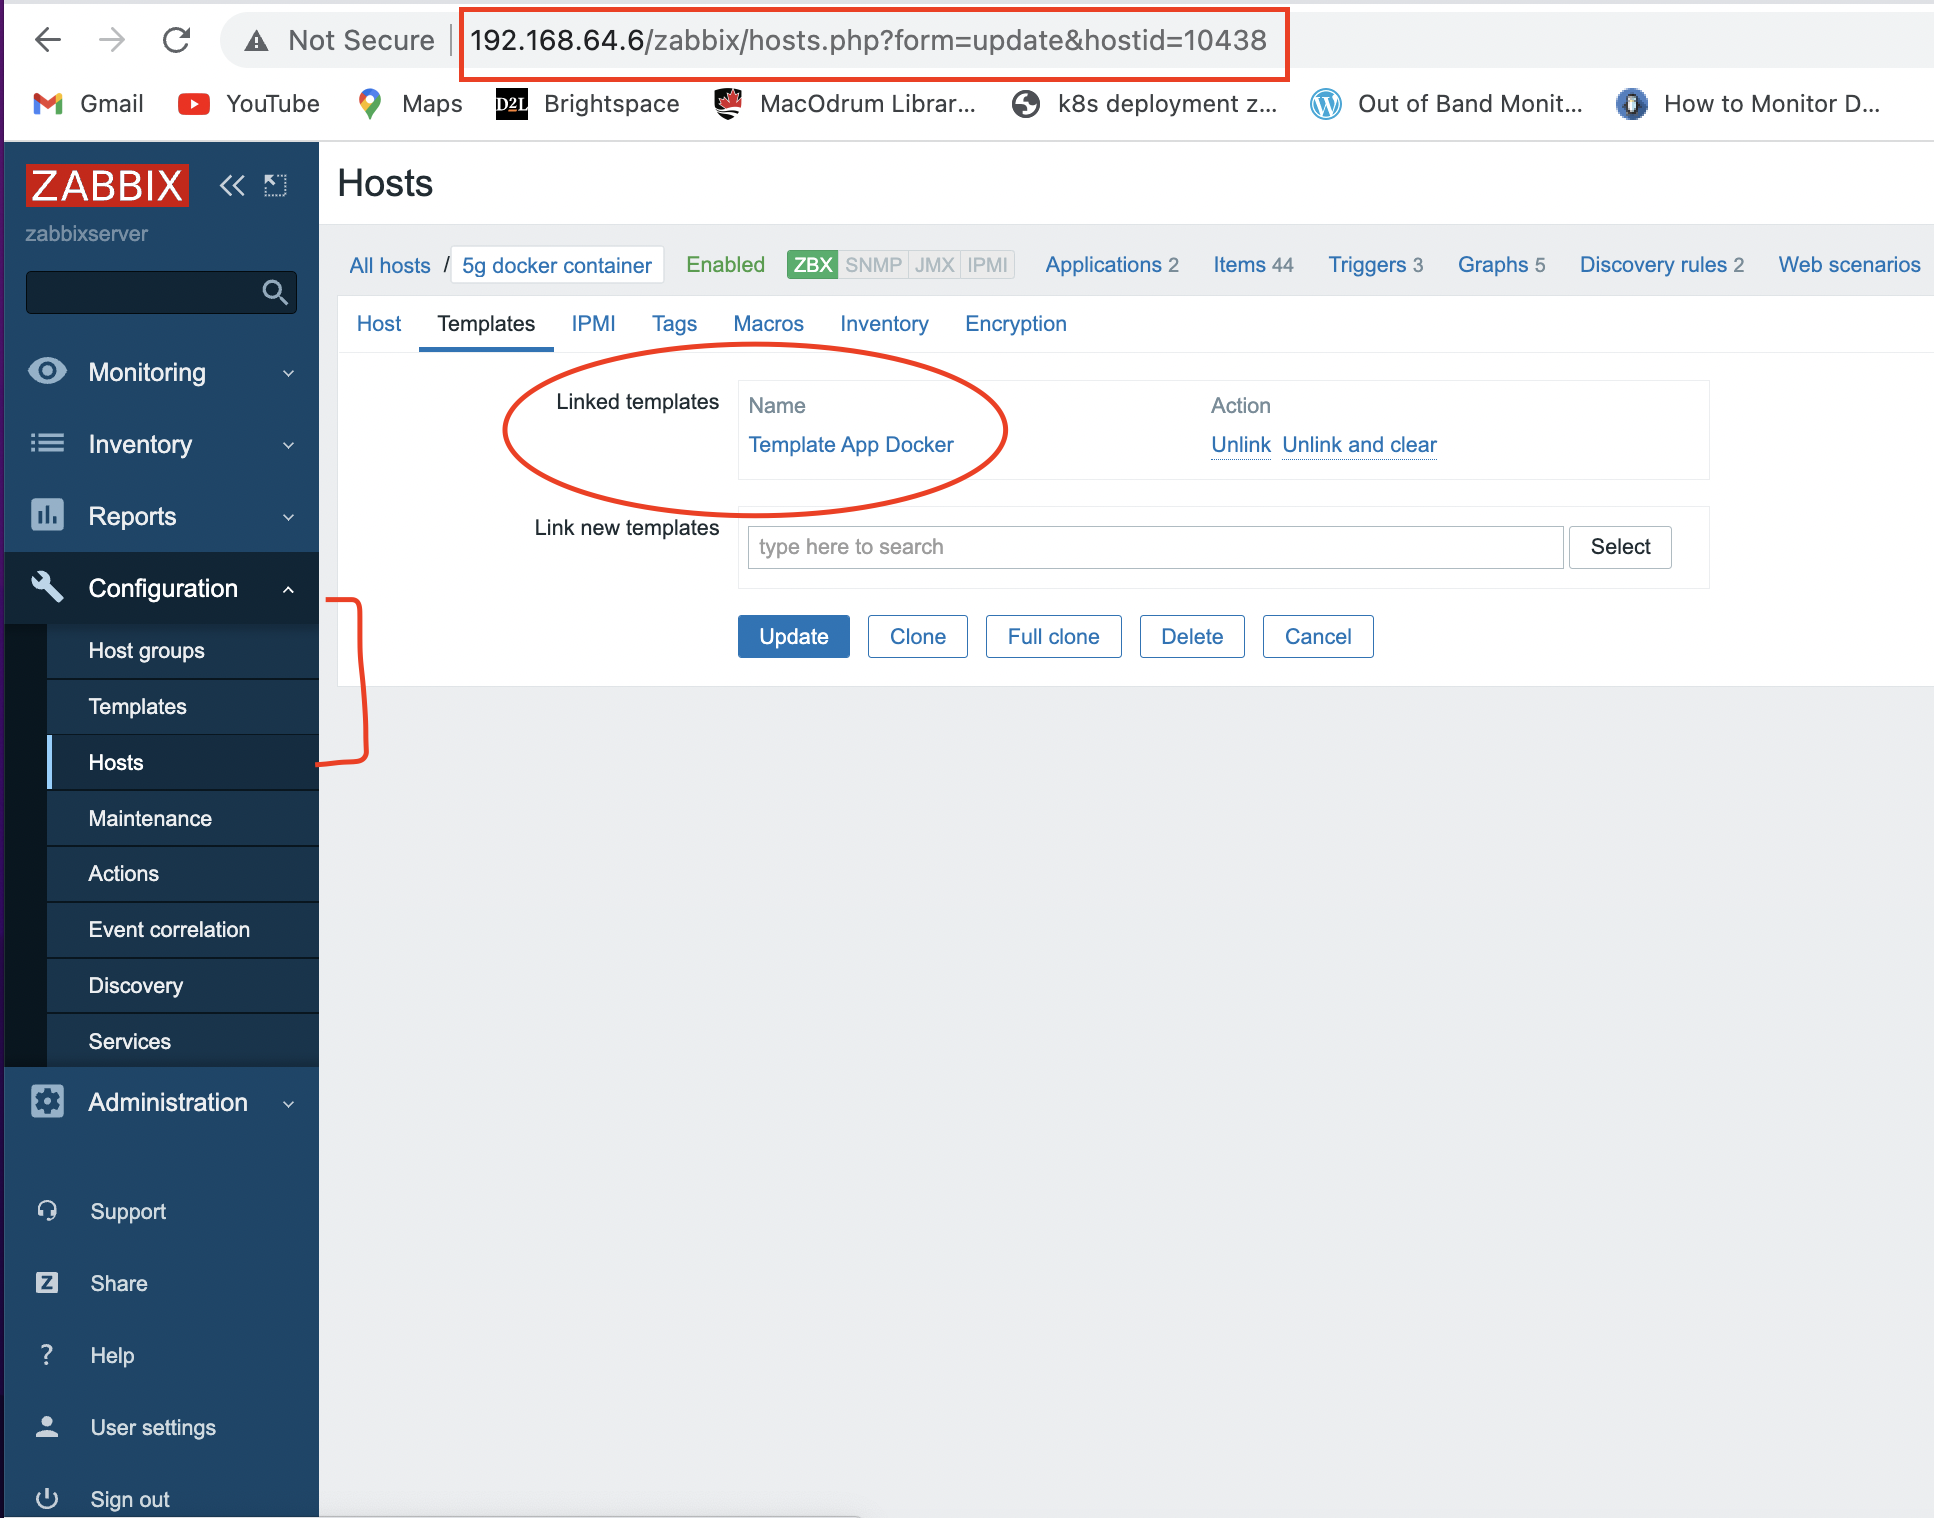 Not Secure 192.168.64.6/zabbix/hosts.php?form=update&hostid=10438
Gmail YouTube Maps D2L Brightspace MacOdrum Librar... k8s deployment z... Out of Band Monit... How to Monitor D...
ZABBIX
zabbixserver
Monitoring
Inventory
Reports
Configuration
Host groups
Templates
Hosts
Maintenance
Actions
Event correlation
Discovery
Services
Administration
Support
Z Share
? Help
User settings
Sign out
Hosts
All hosts / 5g docker container Enabled ZBX SNMP JMX IPMI Applications 2 Items 44 Triggers 3 Graphs 5 Discovery rules 2 Web scenarios
Host Templates IPMI Tags Macros Inventory Encryption
Linked templates Name Action
Template App Docker Unlink Unlink and clear
Link new templates type here to search Select
Update Clone Full clone Delete Cancel